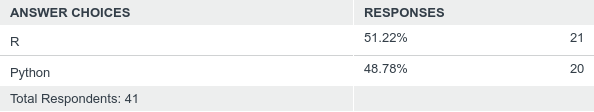 ANSWER CHOICES RESPONSES
R 51.22% 21
Python 48.78% 20
Total Respondents: 41